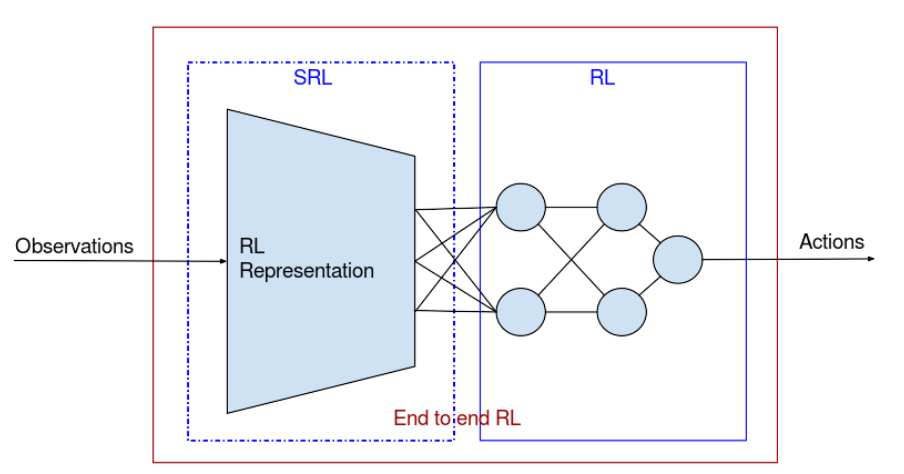 SRL
RL
Observations
RL
Representation
Actions
End to end RL